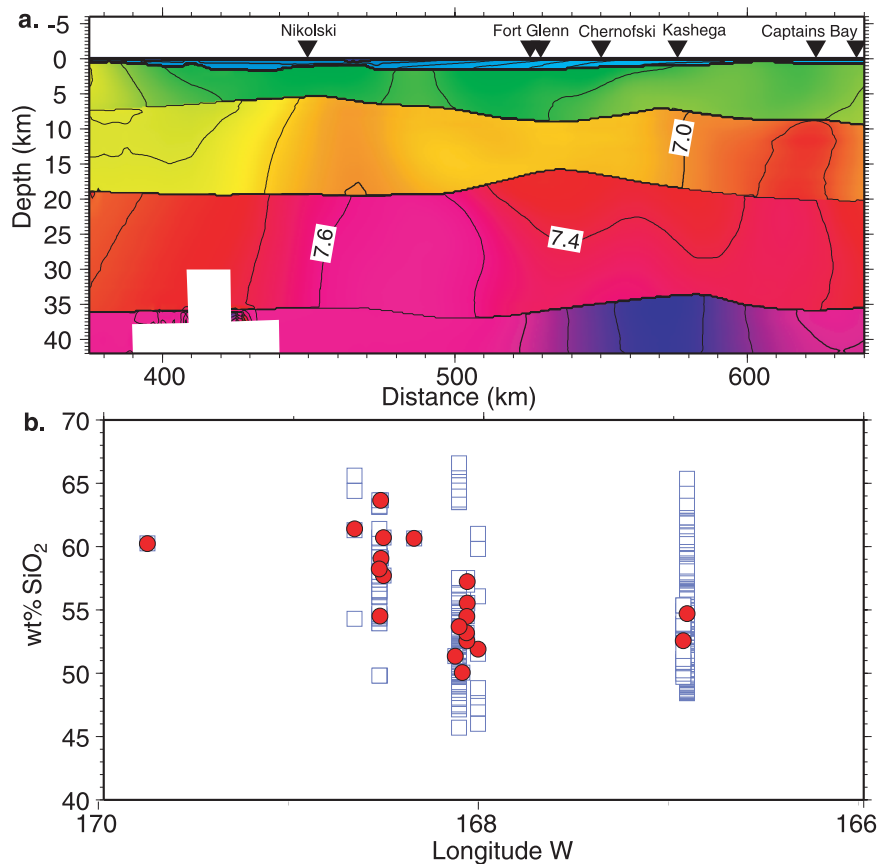 a.
Nikolski
Fort Glenn
Chernofski
Kashega
Captains Bay
-5
0
5
10
15
20
25
30
35
40
Depth (km)
7.0
7.6
7.4
400
500
600
Distance (km)
b.
70
65
60
55
50
45
40
wt% SiO₂
170
168
166
Longitude W